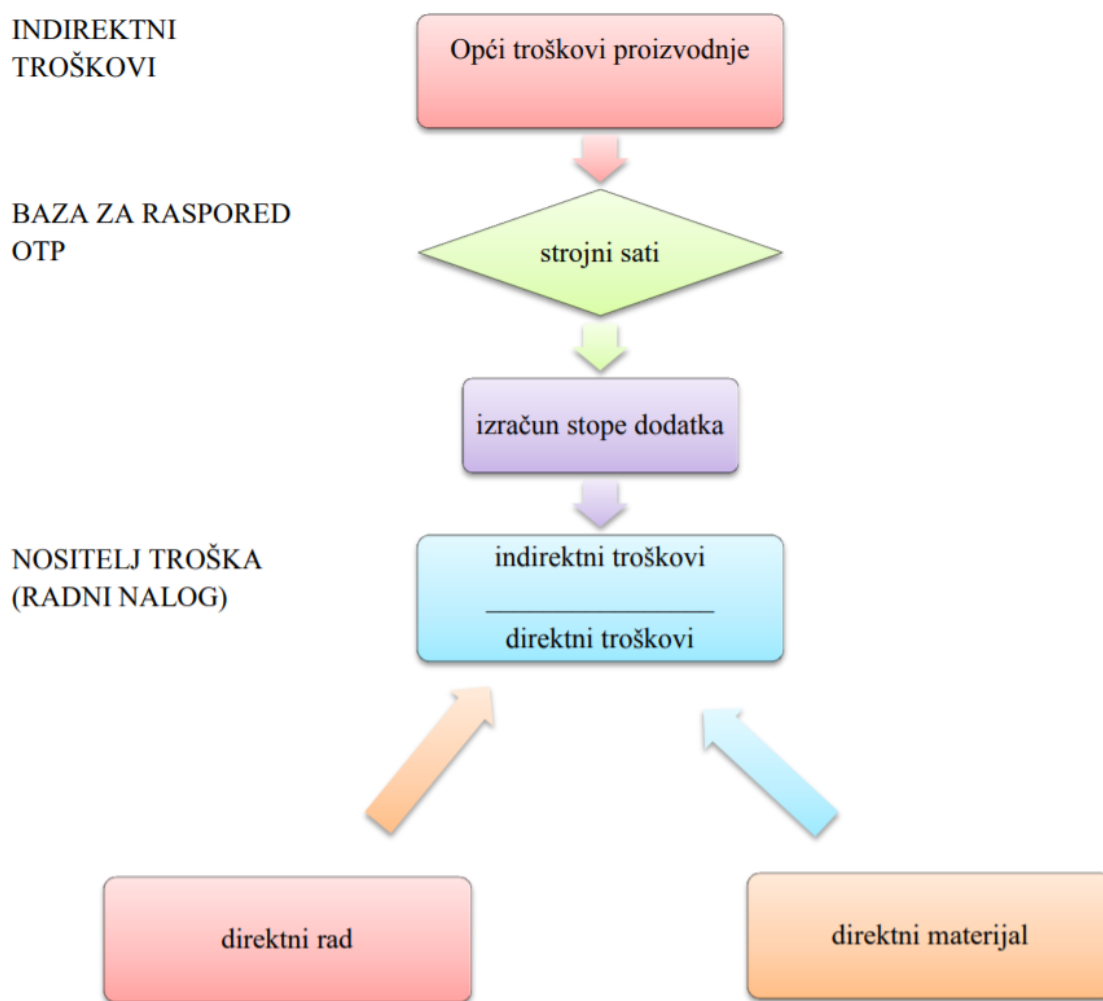 INDIREKTNI
TROŠKOVI
Opći troškovi proizvodnje
BAZA ZA RASPORED
OTP
strojni sati
izračun stope dodatka
NOSITELJ TROŠKA
(RADNI NALOG)
indirektni troškovi
direktni troškovi
direktni rad
direktni materijal